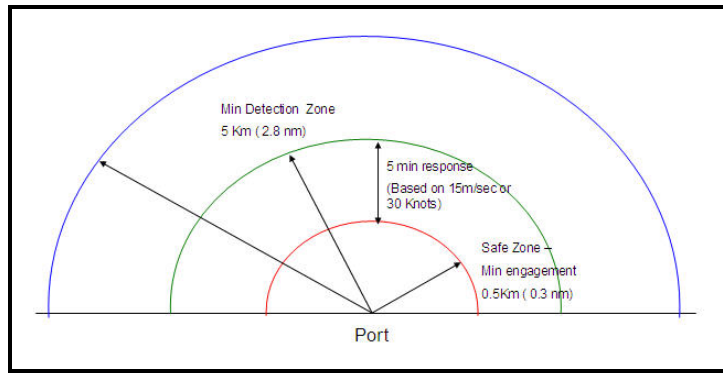 Min Detection Zone
5 Km ( 2.8 nm)
5 min response
(Based on 15m/sec or
30 Knots)
Safe Zone –
Min engagement
0.5Km ( 0.3 nm)
Port